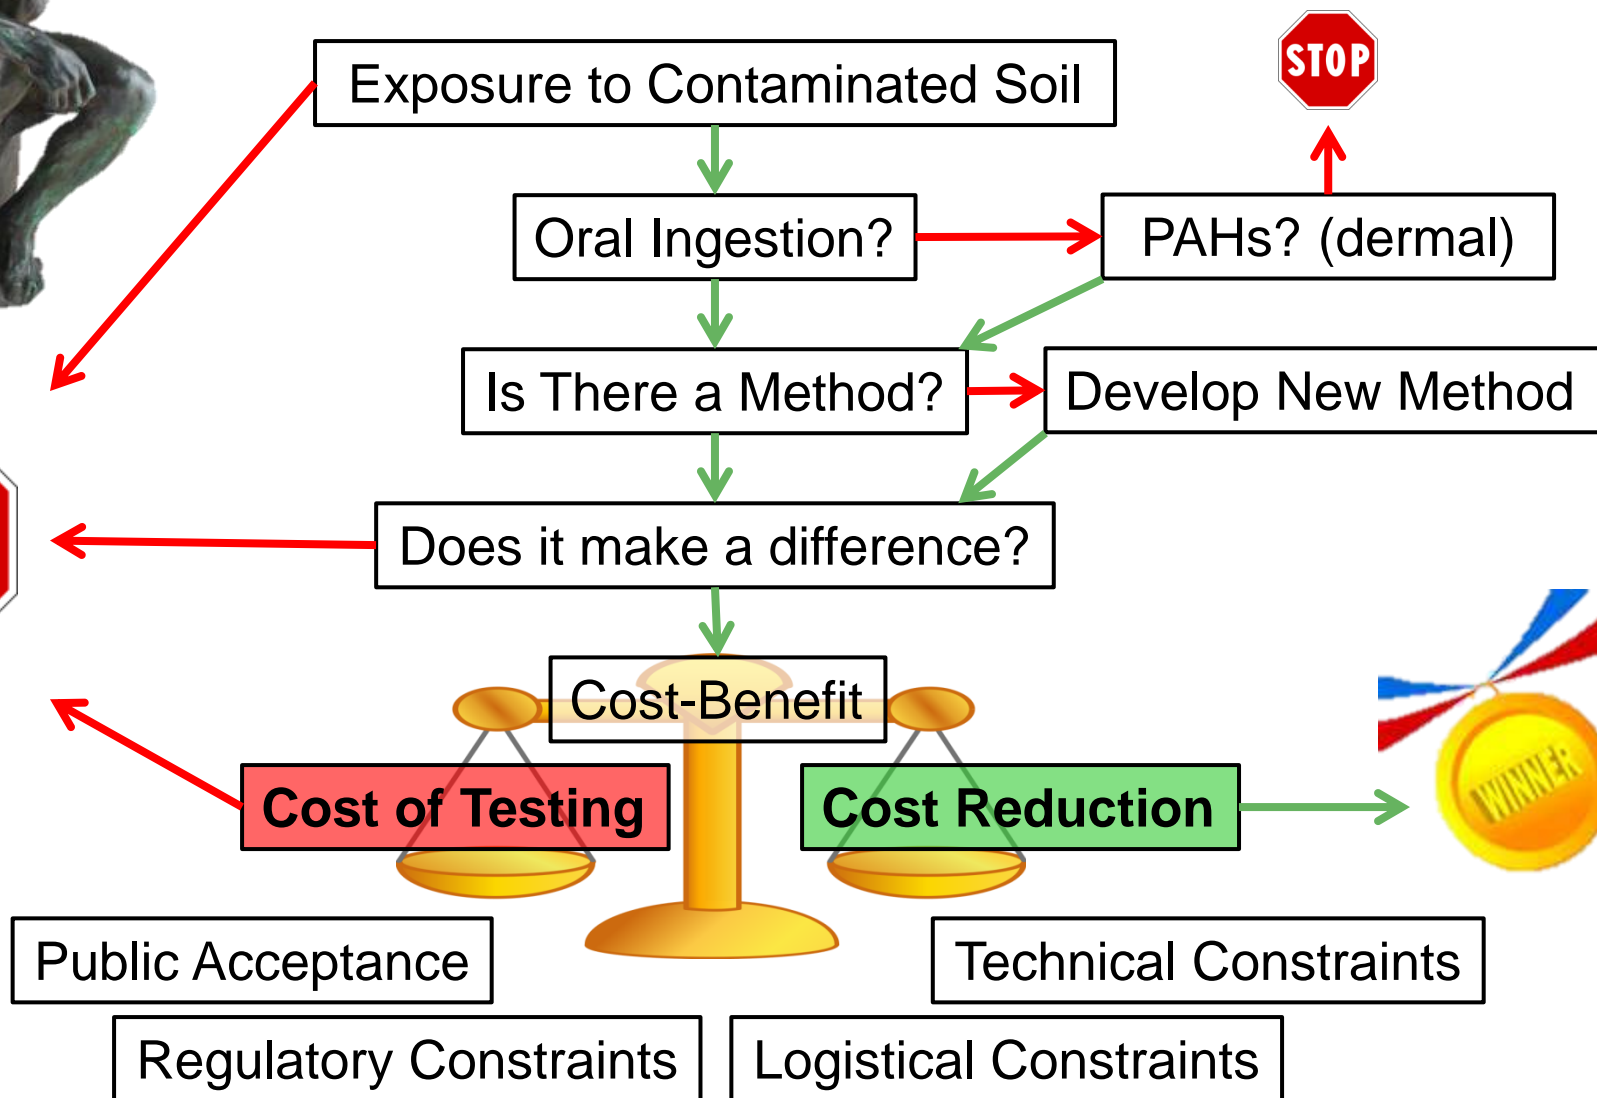 Exposure to Contaminated Soil
STOP
Oral Ingestion?
PAHs? (dermal)
Is There a Method?
Develop New Method
Does it make a difference?
Cost-Benefit
Cost of Testing
Cost Reduction
WINNER
Public Acceptance
Technical Constraints
Regulatory Constraints
Logistical Constraints